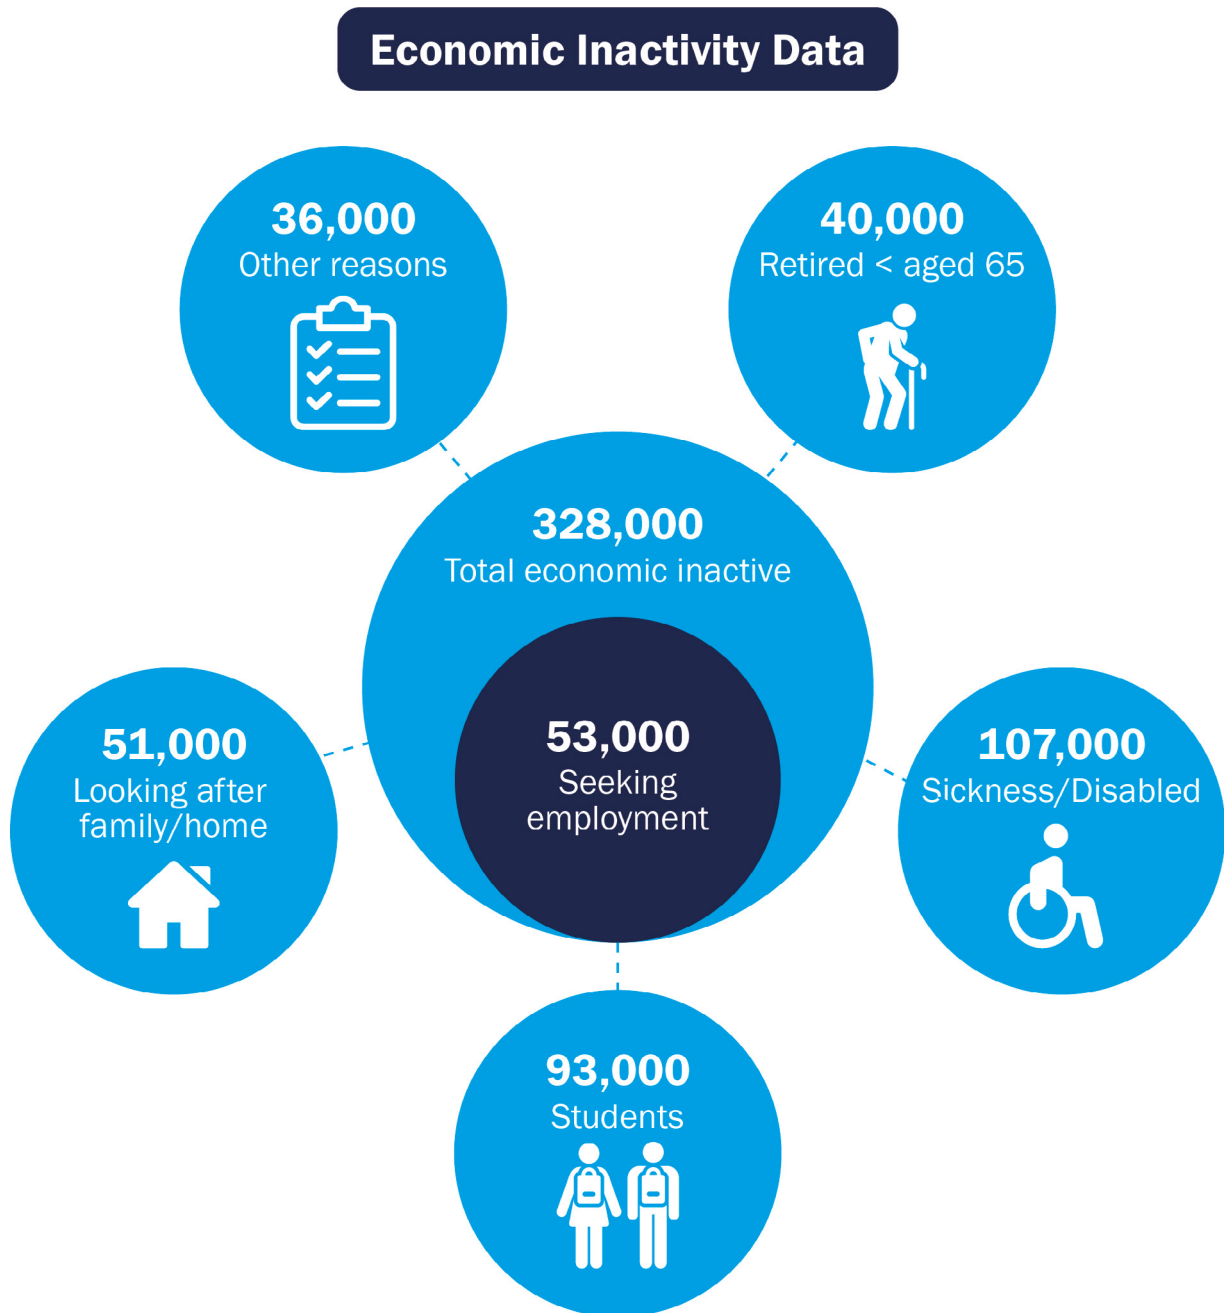 Economic Inactivity Data
36,000
Other reasons
40,000
Retired < aged 65
328,000
Total economic inactive
53,000
Seeking
employment
51,000
Looking after
family/home
107,000
Sickness/Disabled
93,000
Students